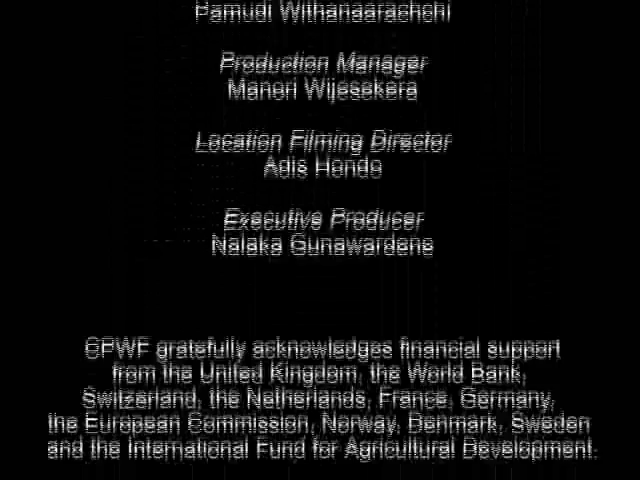 Pamudi Withanaarachchi
Production Manager
Manori Wijesekera
Location Filming Director
Adis Hondo
Executive Producer
Nalaka Gunawardene
CPWF gratefully acknowledges financial support
from the United Kingdom, the World Bank,
Switzerland, the Netherlands, France, Germany,
the European Commission, Norway, Denmark, Sweden
and the International Fund for Agricultural Development.